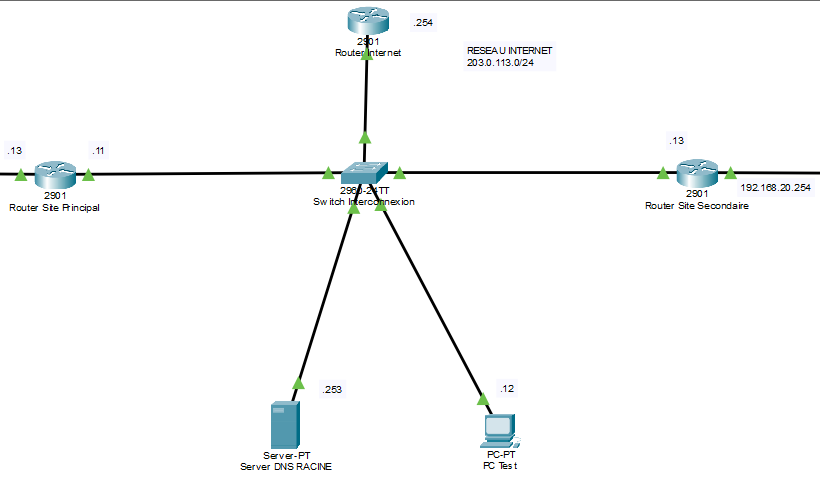 .254
2901
Router Internet
RESEAU INTERNET
203.0.113.0/24
.13
.11
2901
Router Site Principal
2960-24TT
Switch Interconnexion
.13
2901
Router Site Secondaire
192.168.20.254
.253
Server-PT
Server DNS RACINE
.12
PC-PT
PC Test